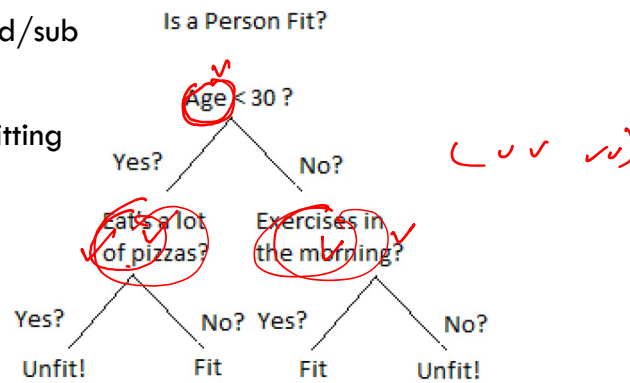 d/sub
Is a Person Fit?
Age < 30 ?
itting
Yes?
No?
Eat's a lot
of pizzas?
Exercises in
the morning?
Yes?
No?
Yes?
No?
Unfit!
Fit
Fit
Unfit!